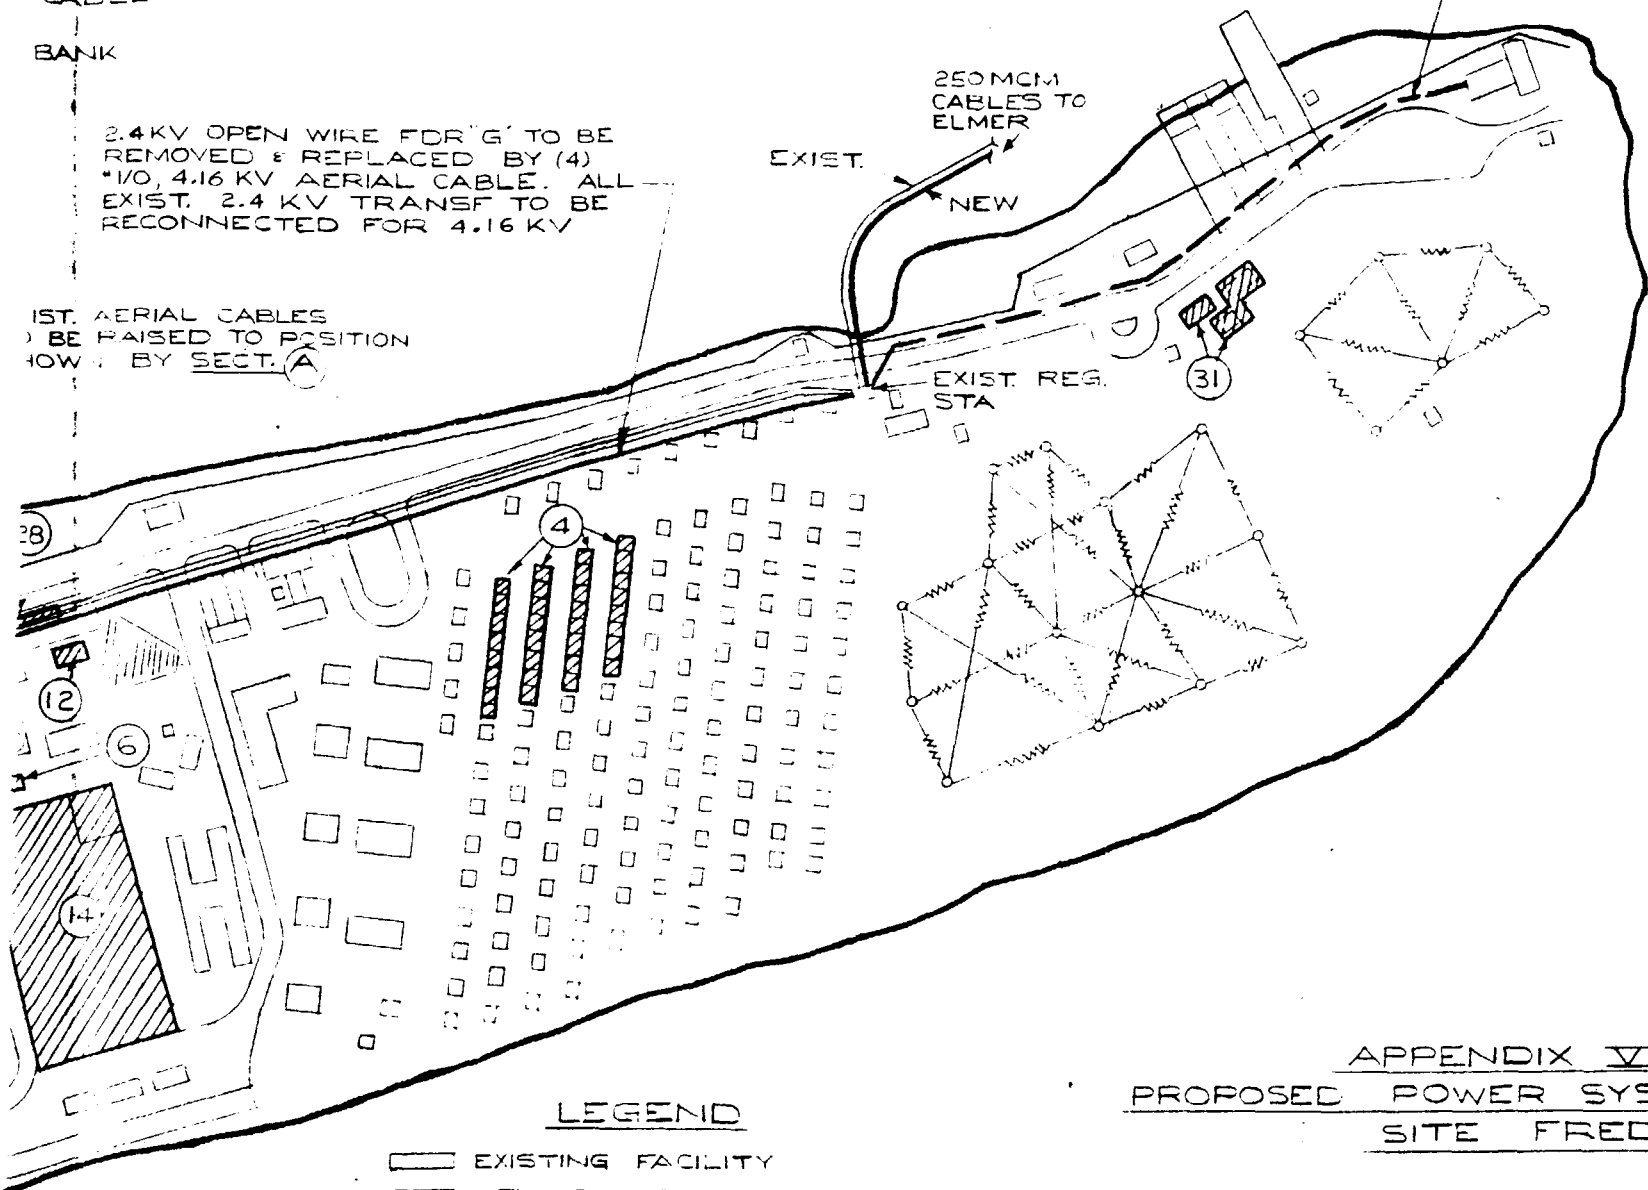 BANK
2.4 KV OPEN WIRE FDR "G" TO BE
REMOVED & REPLACED BY (4)
#1/0, 4.16 KV AERIAL CABLE. ALL
EXIST. 2.4 KV TRANSF TO BE
RECONNECTED FOR 4.16 KV
IST. AERIAL CABLES
BE RAISED TO POSITION
HOW BY SECT. A
250 MCM
CABLES TO
ELMER
EXIST.
NEW
EXIST. REG.
STA
31
28
4
12
6
14
LEGEND
EXISTING FACILITY
APPENDIX V
PROPOSED POWER SYS
SITE FRED